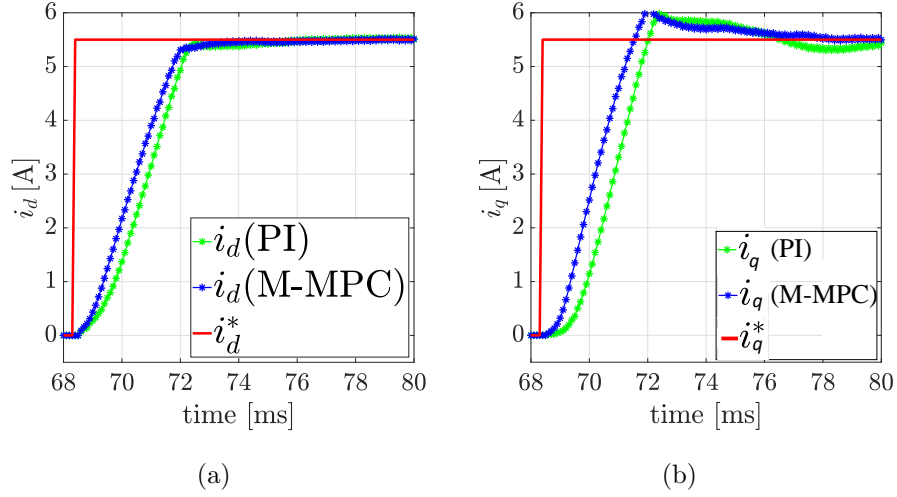 6
5
4
3
2
1
0
i_d [A]
i_d(PI)
i_d(M-MPC)
i_d^*
68 70 72 74 76 78 80
time [ms]
(a)
6
5
4
3
2
1
0
i_q [A]
i_q (PI)
i_q (M-MPC)
i_q^*
68 70 72 74 76 78 80
time [ms]
(b)